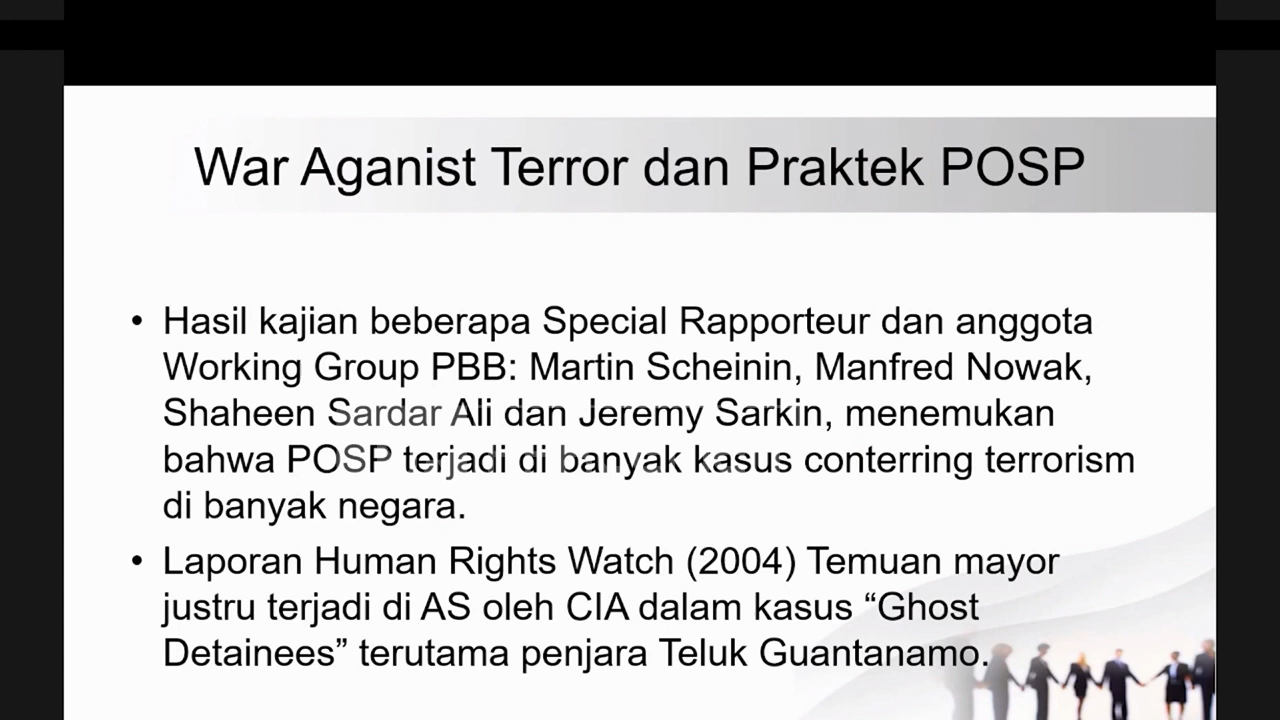 War Aganist Terror dan Praktek POSP
• Hasil kajian beberapa Special Rapporteur dan anggota
Working Group PBB: Martin Scheinin, Manfred Nowak,
Shaheen Sardar Ali dan Jeremy Sarkin, menemukan
bahwa POSP terjadi di banyak kasus conterring terrorism
di banyak negara.
• Laporan Human Rights Watch (2004) Temuan mayor
justru terjadi di AS oleh CIA dalam kasus “Ghost
Detainees” terutama penjara Teluk Guantanamo.